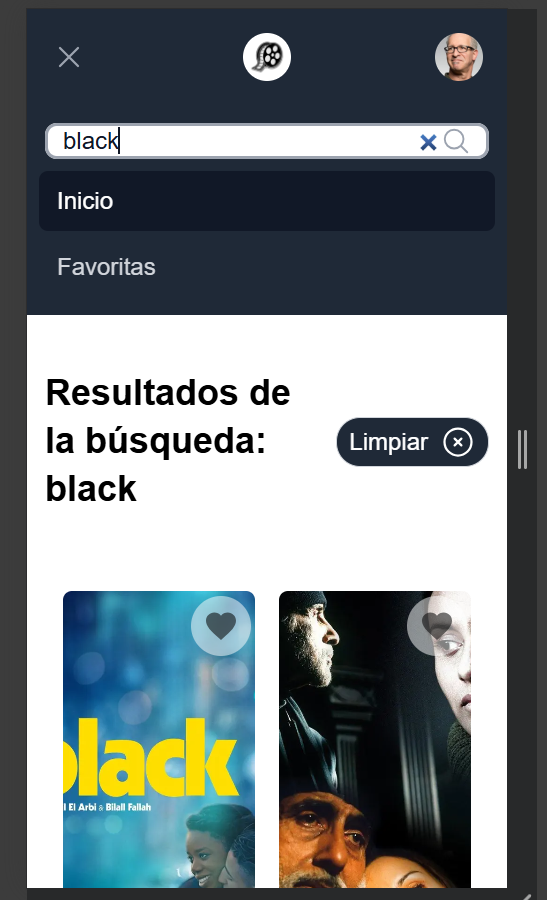 black
Inicio
Favoritas
Resultados de
la búsqueda:
black
Limpiar
black
l El Arbi & Bilall Fallah